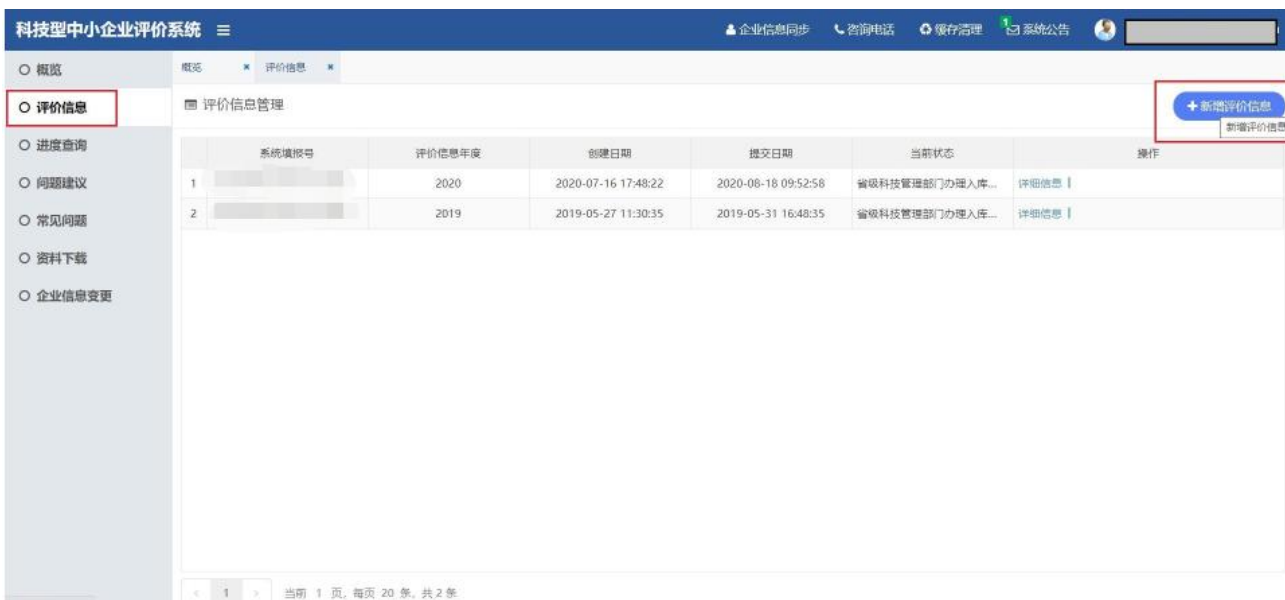 科技型中小企业评价系统
企业信息同步 咨询电话 缓存清理 1 系统公告
概览
评价信息
进度查询
问题建议
常见问题
资料下载
企业信息变更
概览 × 评价信息 ×
评价信息管理
+新增评价信息
新增评价信息
系统填报号 评价信息年度 创建日期 提交日期 当前状态 操作
1 2020 2020-07-16 17:48:22 2020-08-18 09:52:58 省级科技管理部门办理入库... 详细信息
2 2019 2019-05-27 11:30:35 2019-05-31 16:48:35 省级科技管理部门办理入库... 详细信息
< 1 > 当前 1 页, 每页 20 条, 共 2 条